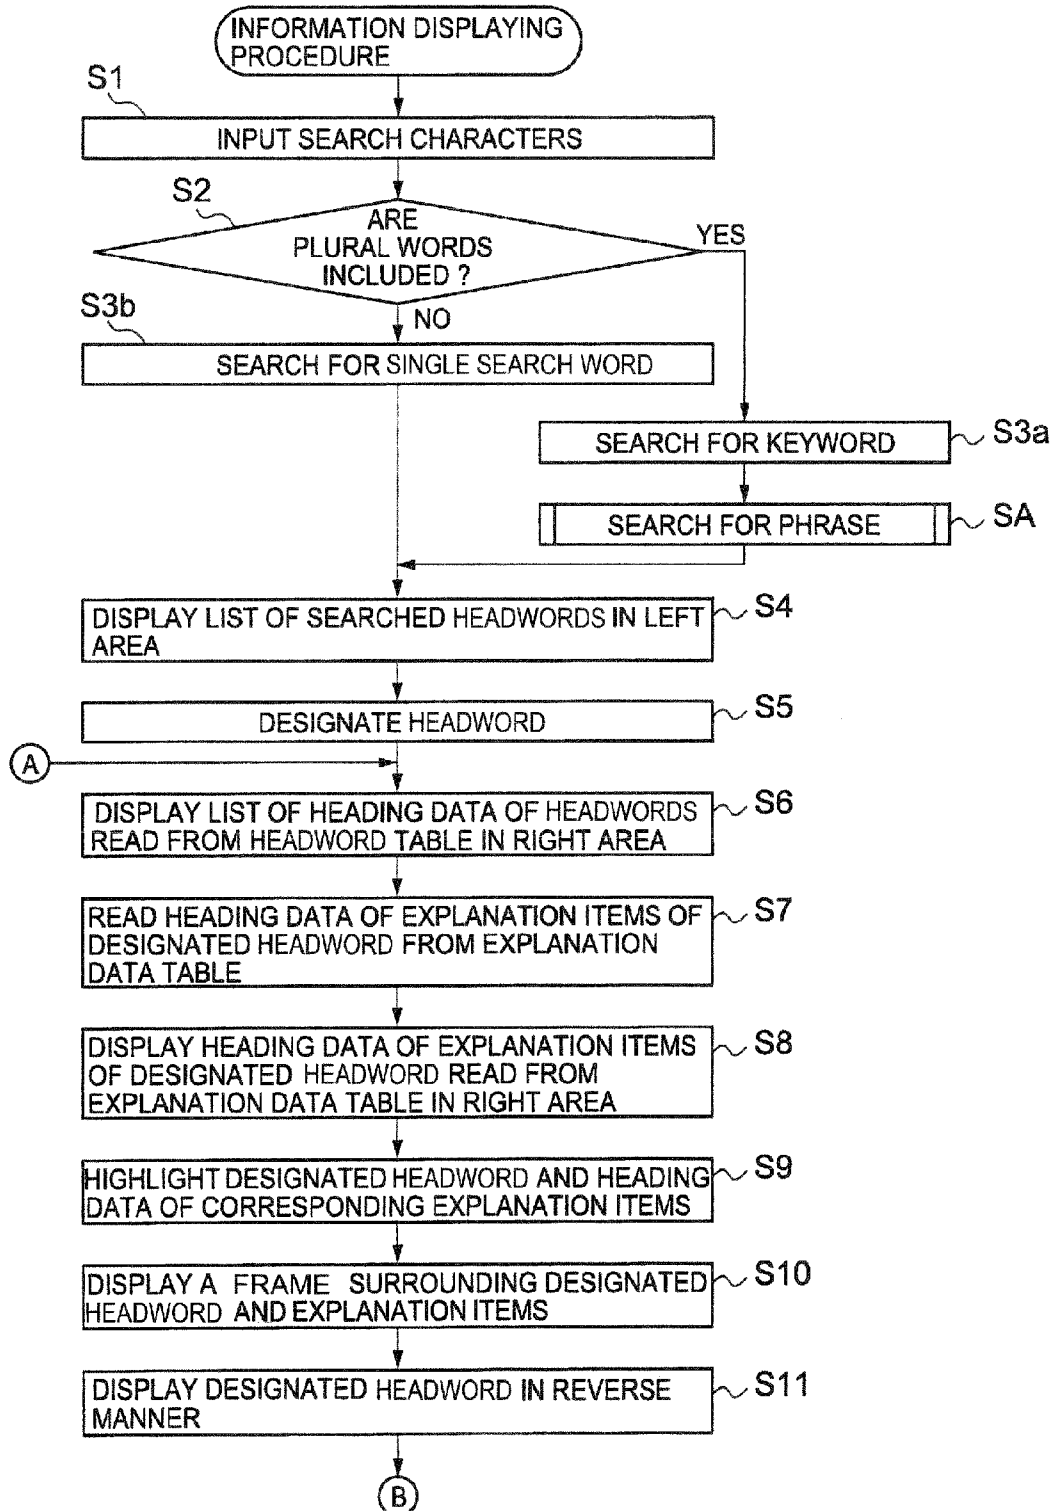 INFORMATION DISPLAYING
PROCEDURE
S1
INPUT SEARCH CHARACTERS
S2
ARE
PLURAL WORDS
INCLUDED ?
YES
NO
S3b
SEARCH FOR SINGLE SEARCH WORD
SEARCH FOR KEYWORD
S3a
SEARCH FOR PHRASE
SA
DISPLAY LIST OF SEARCHED HEADWORDS IN LEFT
AREA
S4
DESIGNATE HEADWORD
S5
A
DISPLAY LIST OF HEADING DATA OF HEADWORDS
READ FROM HEADWORD TABLE IN RIGHT AREA
S6
READ HEADING DATA OF EXPLANATION ITEMS OF
DESIGNATED HEADWORD FROM EXPLANATION
DATA TABLE
S7
DISPLAY HEADING DATA OF EXPLANATION ITEMS
OF DESIGNATED HEADWORD READ FROM
EXPLANATION DATA TABLE IN RIGHT AREA
S8
HIGHLIGHT DESIGNATED HEADWORD AND HEADING
DATA OF CORRESPONDING EXPLANATION ITEMS
S9
DISPLAY A FRAME SURROUNDING DESIGNATED
HEADWORD AND EXPLANATION ITEMS
S10
DISPLAY DESIGNATED HEADWORD IN REVERSE
MANNER
S11
B